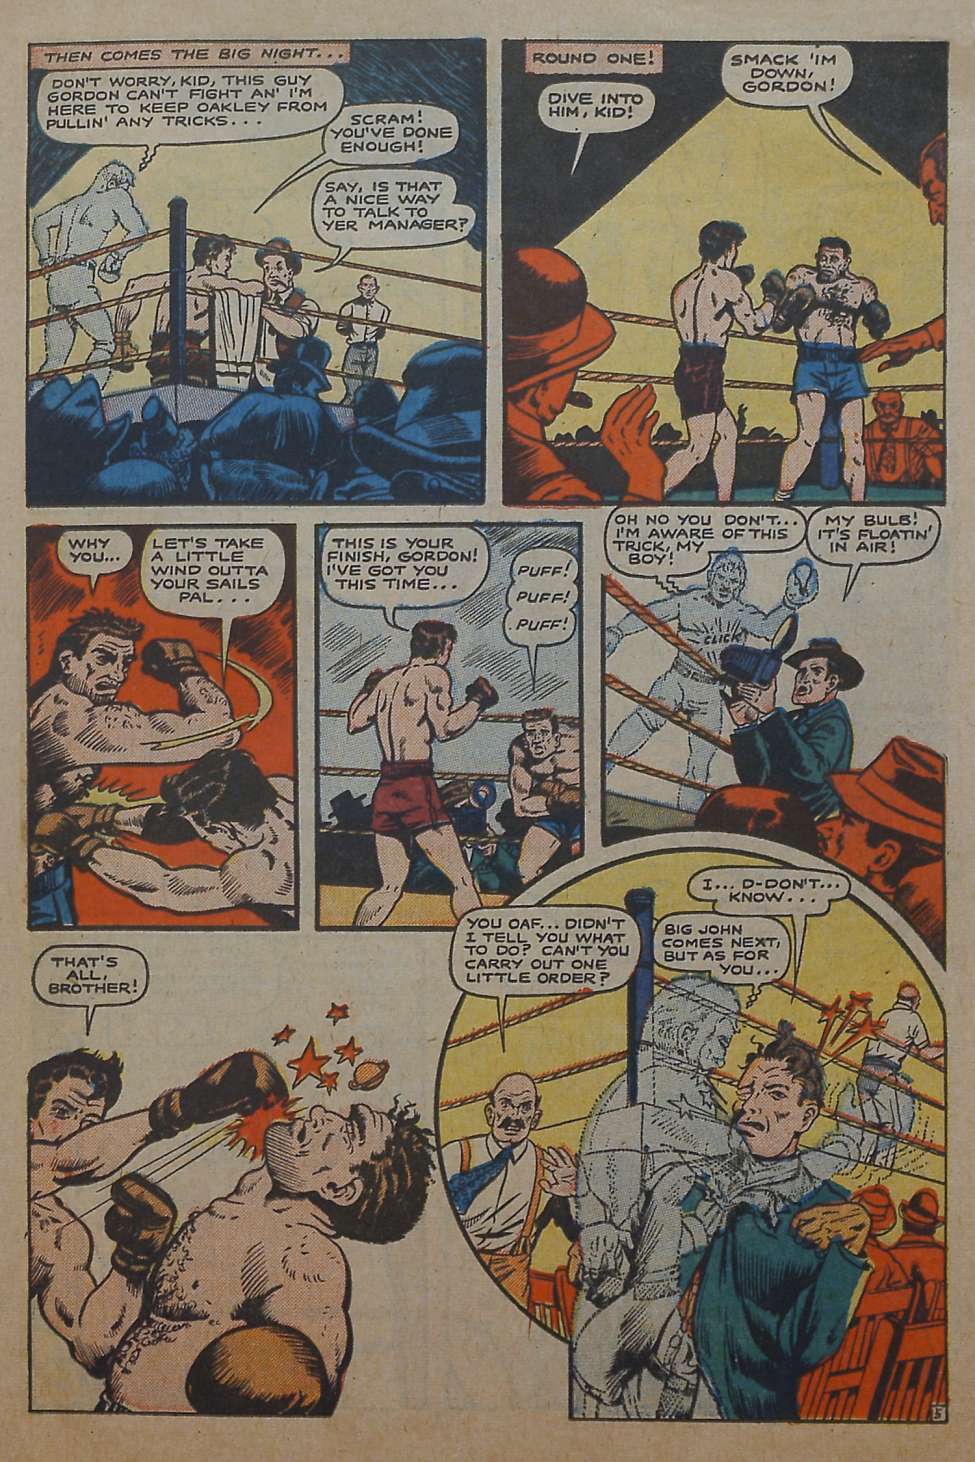 THEN COMES THE BIG NIGHT...
DON'T WORRY, KID, THIS GUY
GORDON CAN'T FIGHT AN' I'M
HERE TO KEEP OAKLEY FROM
PULLIN' ANY TRICKS...
SCRAM!
YOU'VE DONE
ENOUGH!
SAY, IS THAT
A NICE WAY
TO TALK TO
YER MANAGER?
ROUND ONE!
DIVE INTO
HIM, KID!
SMACK 'IM
DOWN,
GORDON!
WHY
YOU...
LET'S TAKE
A LITTLE
WIND OUTTA
YOUR SAILS
PAL...
THIS IS YOUR
FINISH, GORDON!
I'VE GOT YOU
THIS TIME...
PUFF!
PUFF!
PUFF!
OH NO YOU DON'T...
I'M AWARE OF THIS
TRICK, MY
BOY!
MY BULB!
IT'S FLOATIN'
IN AIR!
CLICK
THAT'S
ALL,
BROTHER!
YOU OAF... DIDN'T
I TELL YOU WHAT
TO DO? CAN'T YOU
CARRY OUT ONE
LITTLE ORDER?
BIG JOHN
COMES NEXT,
BUT AS FOR
YOU...
I... D-DON'T...
KNOW...
5